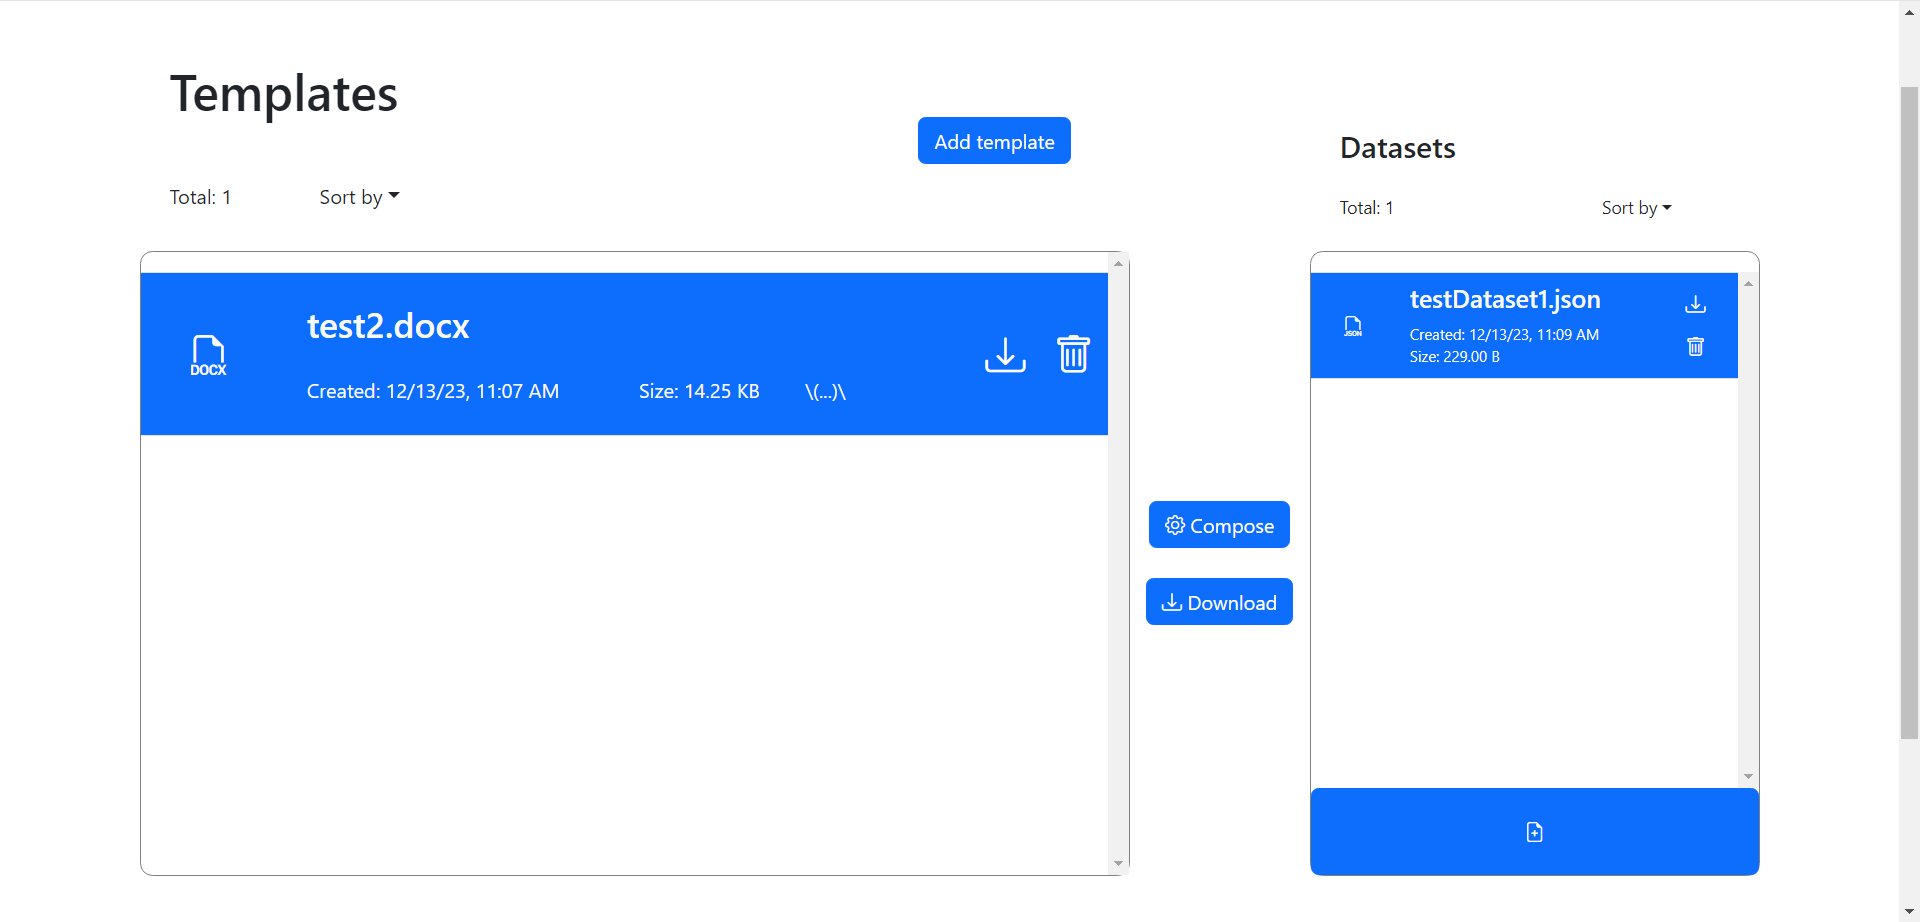 Templates
Add template
Total: 1
Sort by
DOCX
test2.docx
Created: 12/13/23, 11:07 AM
Size: 14.25 KB
\(...)\
Compose
Download
Datasets
Total: 1
Sort by
JSON
testDataset1.json
Created: 12/13/23, 11:09 AM
Size: 229.00 B